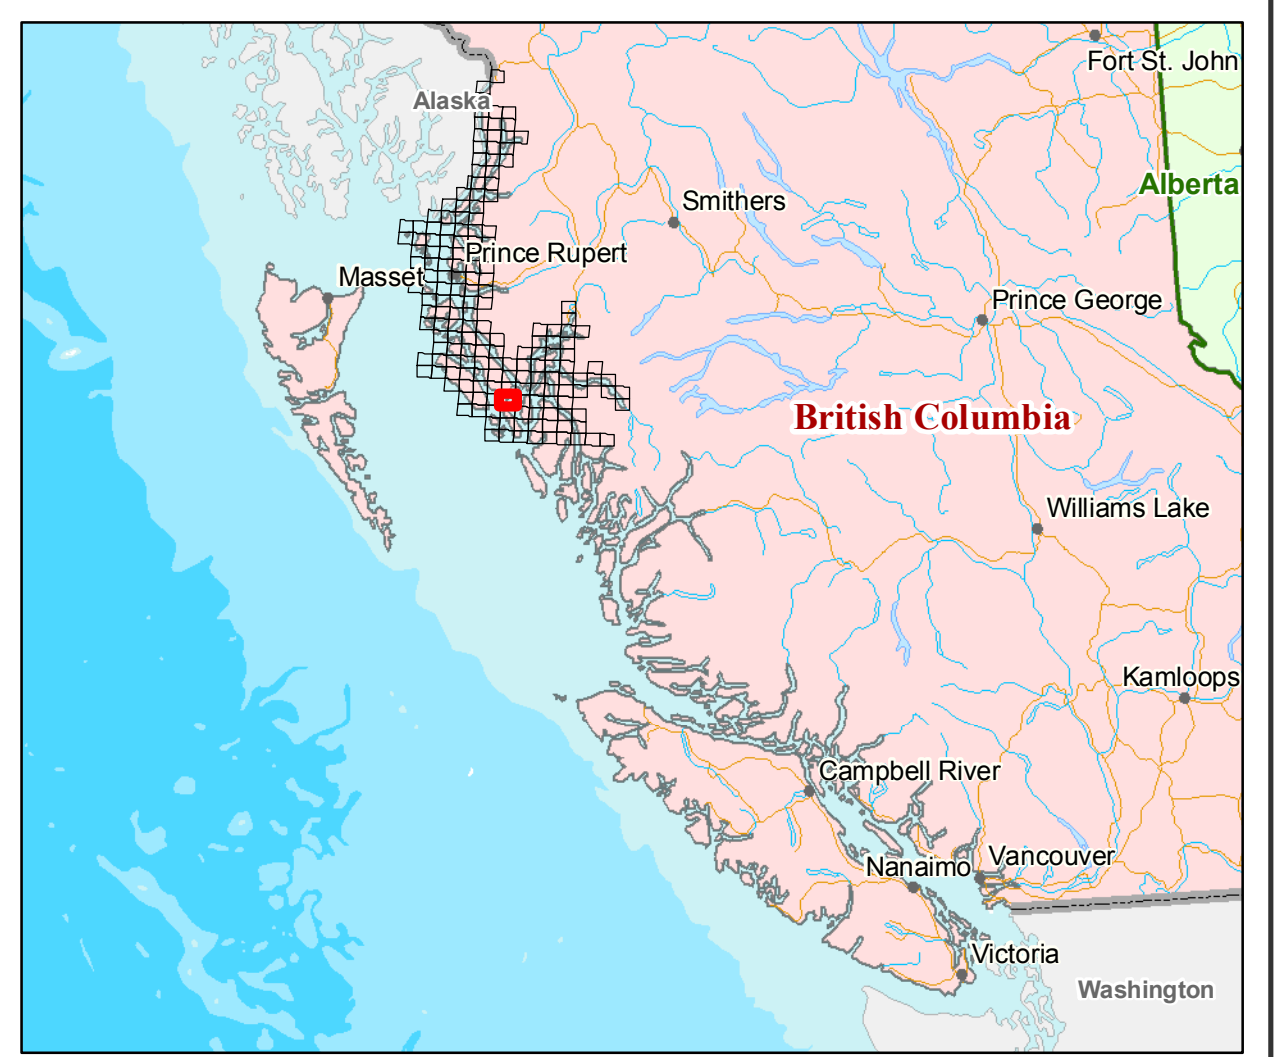 Fort St. John
Alaska
Alberta
Smithers
Prince Rupert
Masset
Prince George
British Columbia
Williams Lake
Kamloops
Campbell River
Vancouver
Nanaimo
Victoria
Washington